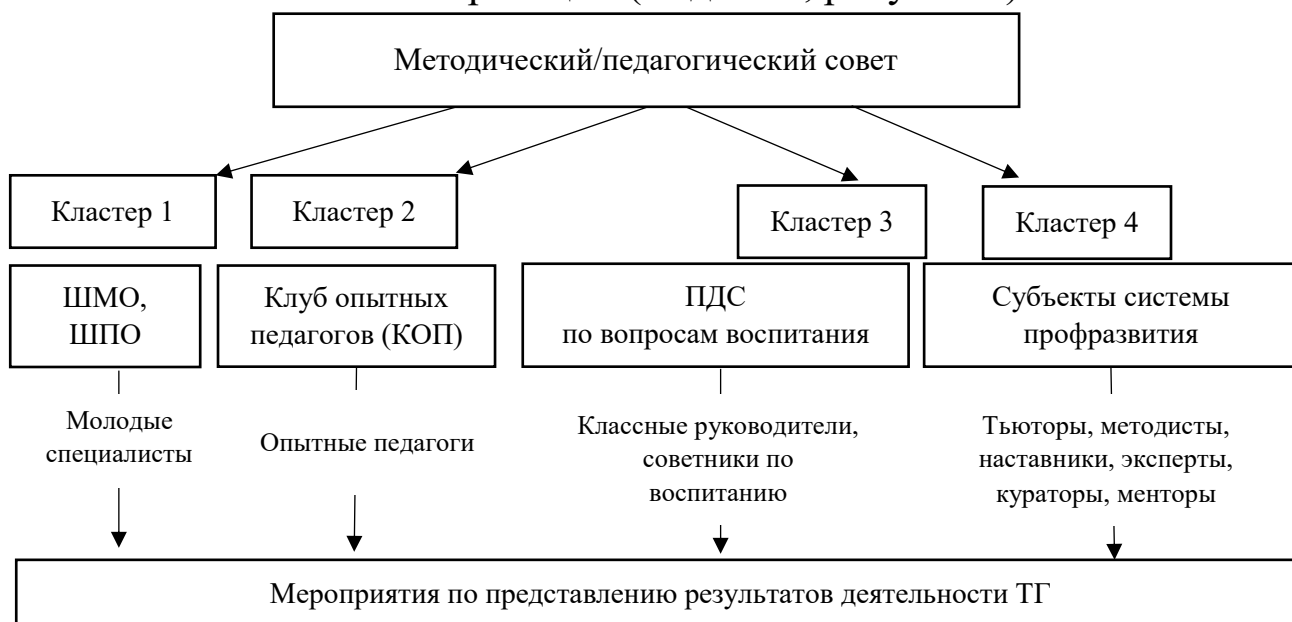 Методический/педагогический совет
Кластер 1
Кластер 2
Кластер 3
Кластер 4
ШМО,
ШПО
Клуб опытных
педагогов (КОП)
ПДС
по вопросам воспитания
Субъекты системы
профразвития
Молодые
специалисты
Опытные педагоги
Классные руководители,
советники по
воспитанию
Тьюторы, методисты,
наставники, эксперты,
кураторы, менторы
Мероприятия по представлению результатов деятельности ТГ